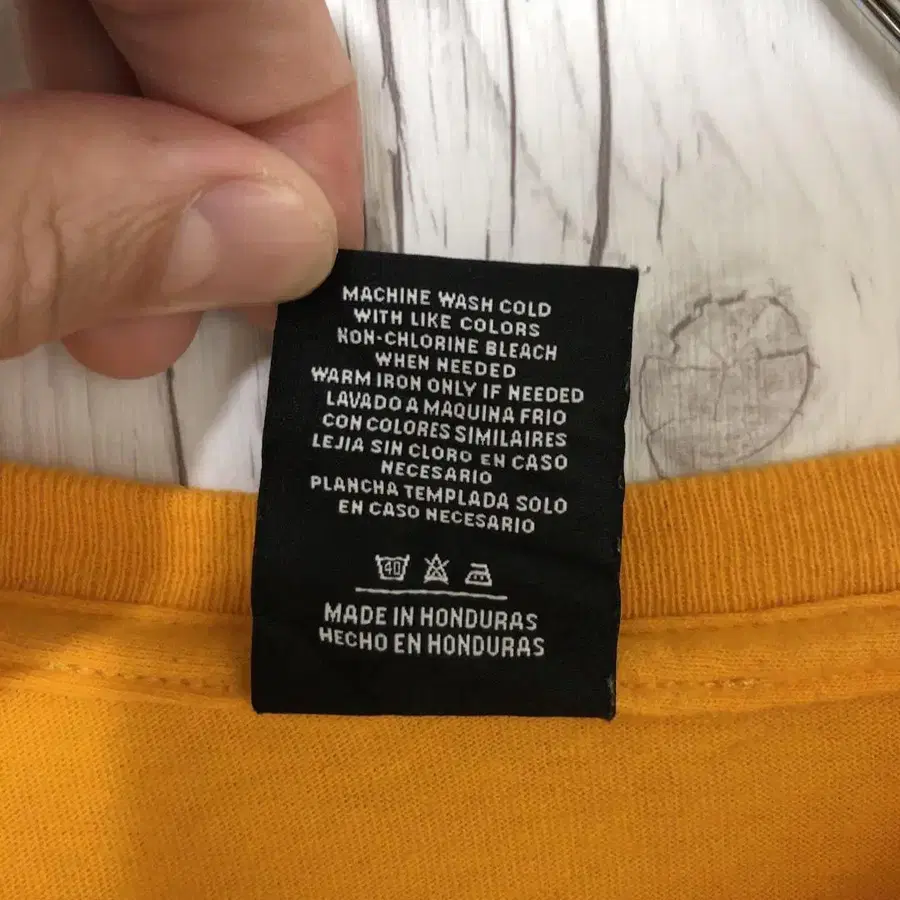 MACHINE WASH COLD
WITH LIKE COLORS
NON-CHLORINE BLEACH
WHEN NEEDED
WARM IRON ONLY IF NEEDED
LAVADO A MAQUINA FRIO
CON COLORES SIMILAIRES
LEJIA SIN CLORO EN CASO
NECESARIO
PLANCHA TEMPLADA SOLO
EN CASO NECESARIO
40
MADE IN HONDURAS
HECHO EN HONDURAS